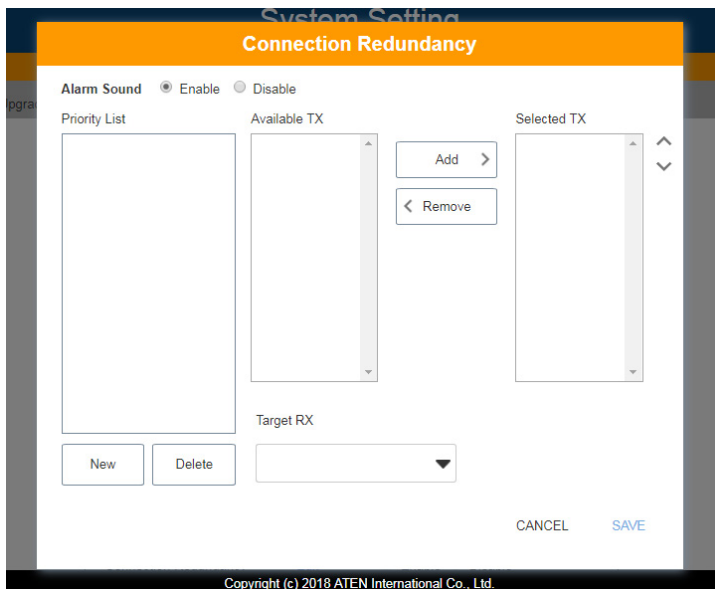 System Setting
Connection Redundancy
Alarm Sound Enable Disable
Priority List Available TX Selected TX
Add
Remove
Target RX
New Delete
CANCEL SAVE
Copyright (c) 2018 ATEN International Co., Ltd.